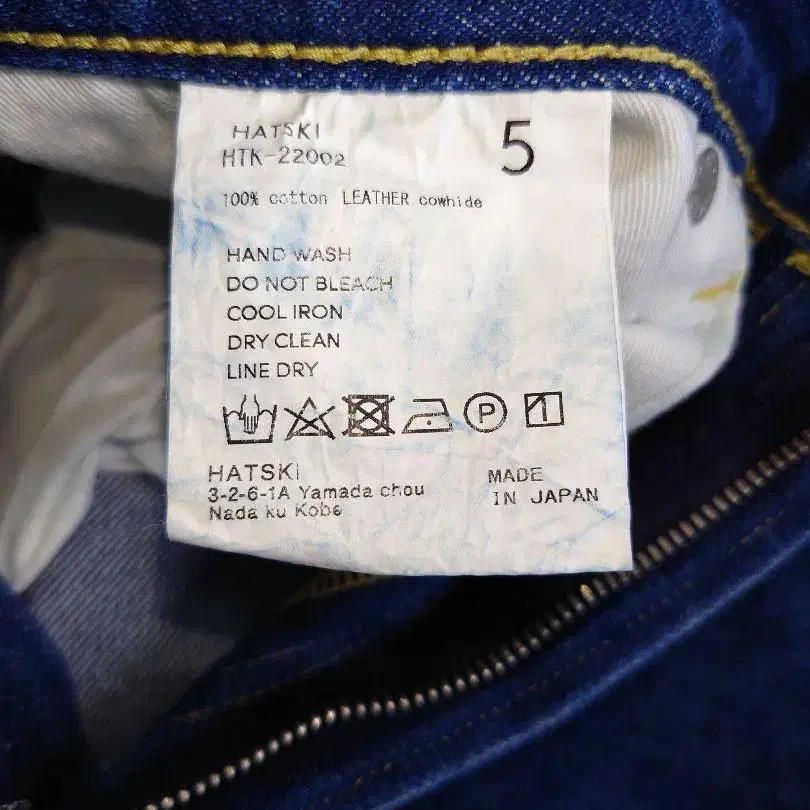 HATSKI
HTK-22002
5
100% cotton LEATHER cowhide
HAND WASH
DO NOT BLEACH
COOL IRON
DRY CLEAN
LINE DRY
P
HATSKI
3-2-6-1A Yamada chou
Nada ku Kobe
MADE
IN JAPAN